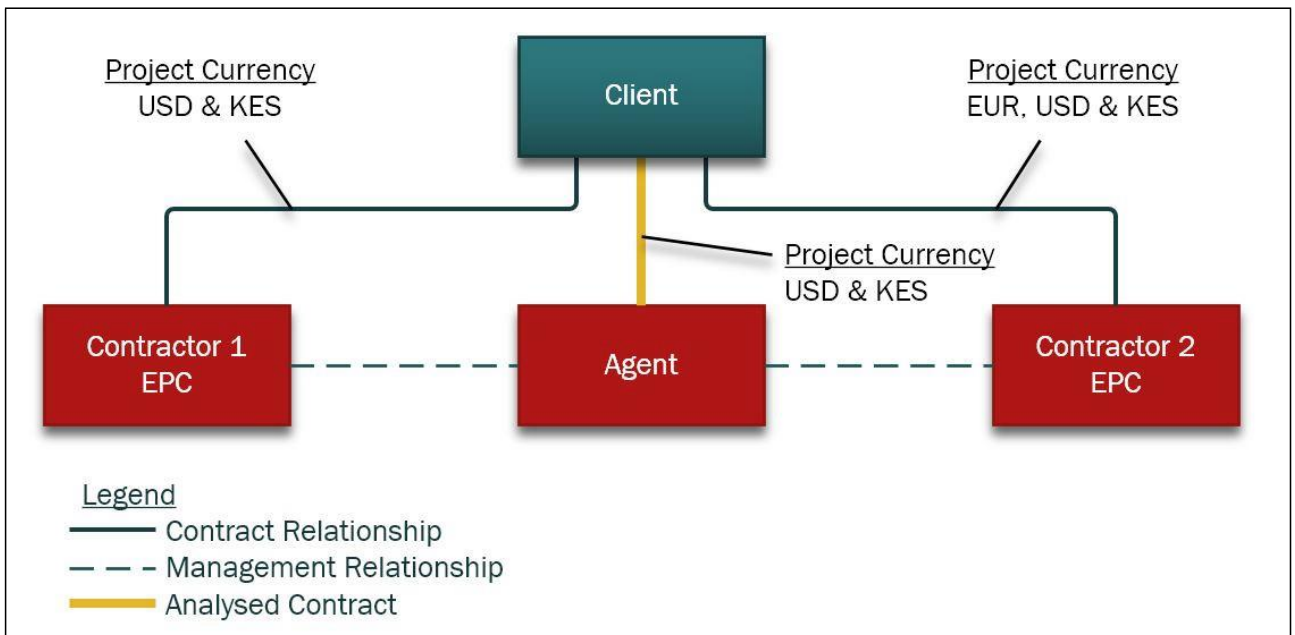 Project Currency
USD & KES
Client
Project Currency
EUR, USD & KES
Project Currency
USD & KES
Contractor 1
EPC
Agent
Contractor 2
EPC
Legend
Contract Relationship
Management Relationship
Analysed Contract